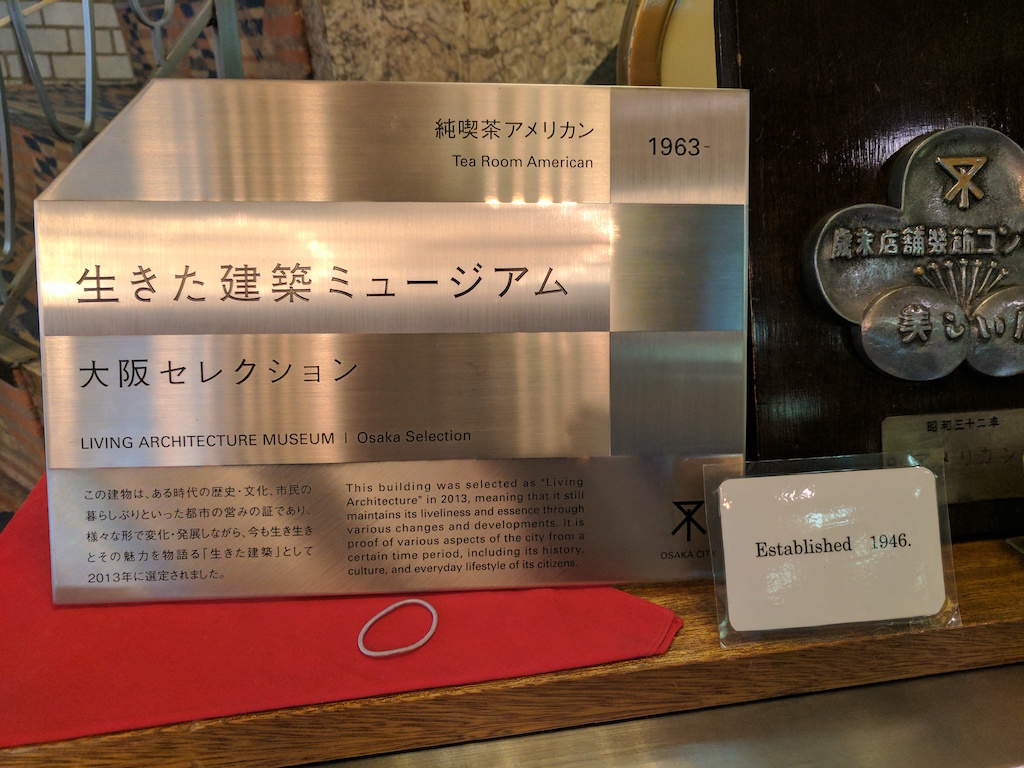 純喫茶アメリカン
Tea Room American
1963-
生きた建築ミュージアム
大阪セレクション
LIVING ARCHITECTURE MUSEUM | Osaka Selection
この建物は、ある時代の歴史・文化、市民の
暮らしぶりといった都市の営みの証であり、
様々な形で変化・発展しながら、今も生き生き
とその魅力を物語る「生きた建築」として
2013年に選定されました。
This building was selected as "Living
Architecture" in 2013, meaning that it still
maintains its liveliness and essence through
various changes and developments. It is
proof of various aspects of the city from a
certain time period, including its history,
culture, and everyday lifestyle of its citizens.
OSAKA CITY
歳末店舗装飾コン
美しい
昭和三十二年
リカン
Established 1946.